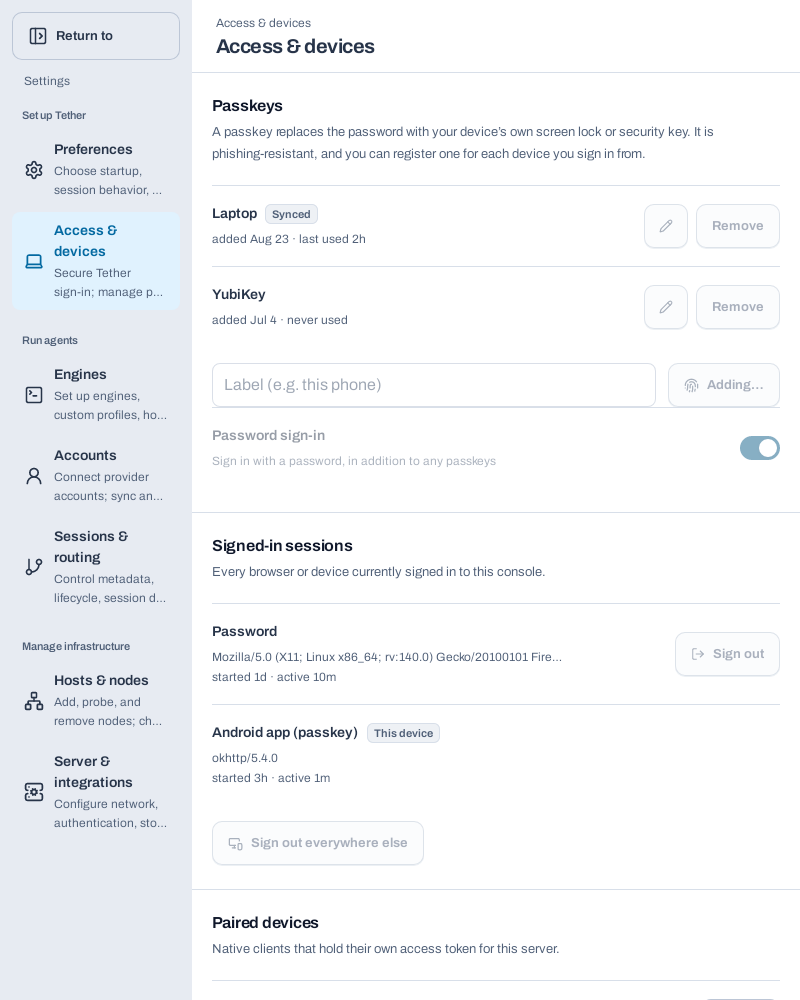 Return to
Settings
Set up Tether
Preferences
Choose startup,
session behavior, ...
Access &
devices
Secure Tether
sign-in; manage p...
Run agents
Engines
Set up engines,
custom profiles, ho...
Accounts
Connect provider
accounts; sync an...
Sessions &
routing
Control metadata,
lifecycle, session d...
Manage infrastructure
Hosts & nodes
Add, probe, and
remove nodes; ch...
Server &
integrations
Configure network,
authentication, sto...
Access & devices
Access & devices
Passkeys
A passkey replaces the password with your device's own screen lock or security key. It is
phishing-resistant, and you can register one for each device you sign in from.
Laptop Synced
added Aug 23 · last used 2h
Remove
YubiKey
added Jul 4 · never used
Remove
Label (e.g. this phone)
Adding...
Password sign-in
Sign in with a password, in addition to any passkeys
Signed-in sessions
Every browser or device currently signed in to this console.
Password
Mozilla/5.0 (X11; Linux x86_64; rv:140.0) Gecko/20100101 Fire...
started 1d · active 10m
Sign out
Android app (passkey) This device
okhttp/5.4.0
started 3h · active 1m
Sign out everywhere else
Paired devices
Native clients that hold their own access token for this server.